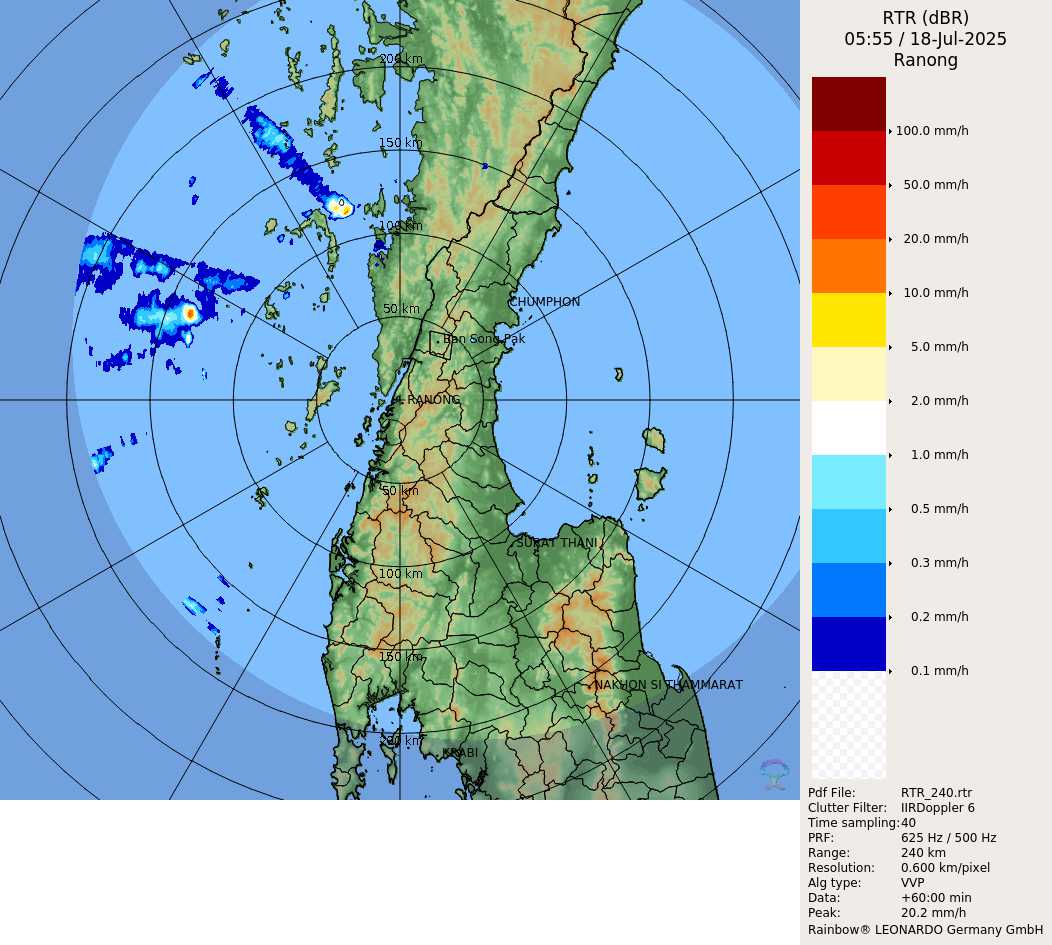 RTR (dBR)
05:55 / 18-Jul-2025
Ranong
200 km
150 km
100 km
50 km
CHUMPHON
Ban Song Pak
RANONG
50 km
SURAT THANI
100 km
150 km
NAKHON SI THAMMARAT
200 km
KRABI
100.0 mm/h
50.0 mm/h
20.0 mm/h
10.0 mm/h
5.0 mm/h
2.0 mm/h
1.0 mm/h
0.5 mm/h
0.3 mm/h
0.2 mm/h
0.1 mm/h
Pdf File: RTR_240.rtr
Clutter Filter: IIRDoppler 6
Time sampling: 40
PRF: 625 Hz / 500 Hz
Range: 240 km
Resolution: 0.600 km/pixel
Alg type: VVP
Data: +60:00 min
Peak: 20.2 mm/h
Rainbow® LEONARDO Germany GmbH